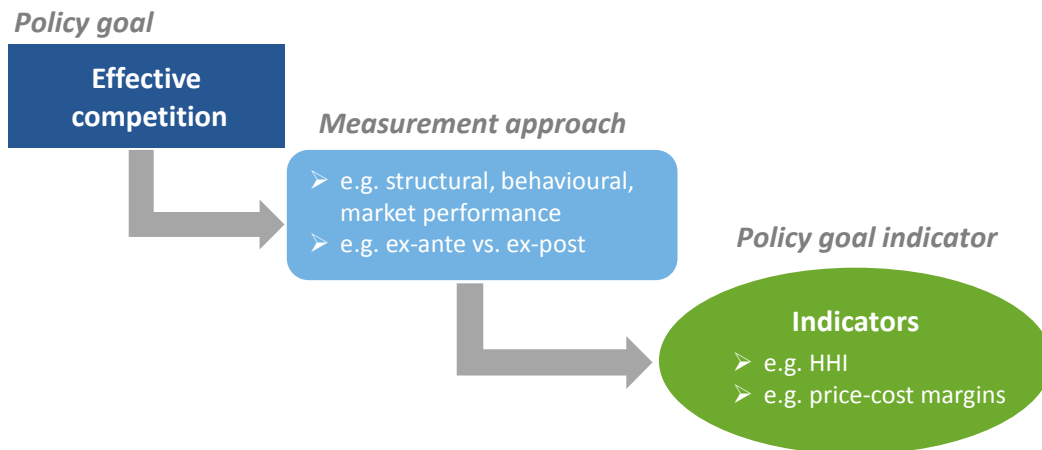 Policy goal
Effective
competition
Measurement approach
➢ e.g. structural, behavioural,
market performance
➢ e.g. ex-ante vs. ex-post
Policy goal indicator
Indicators
➢ e.g. HHI
➢ e.g. price-cost margins